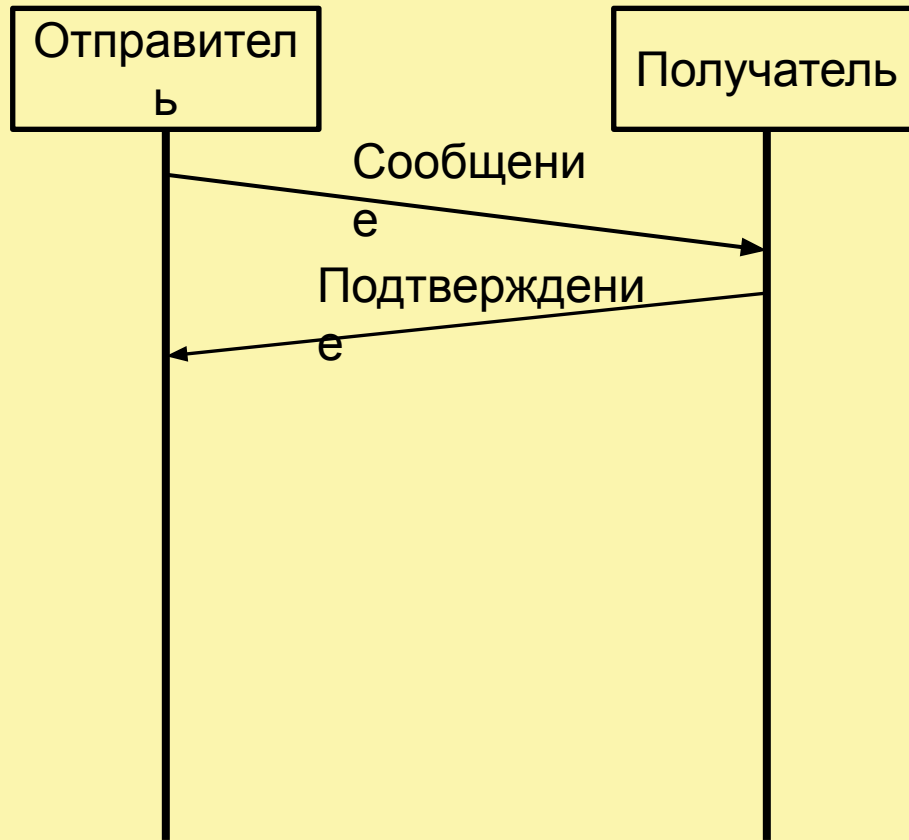 Отправител
ь
Получатель
Сообщени
е
Подтверждени
е